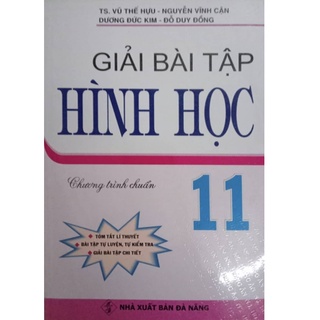 TS. VŨ THẾ HỰU - NGUYỄN VĨNH CẬN
DƯƠNG ĐỨC KIM - ĐỖ DUY ĐỒNG
GIẢI BÀI TẬP
HÌNH HỌC
Chương trình chuẩn
11
TÓM TẮT LÍ THUYẾT
BÀI TẬP TỰ LUYỆN, TỰ KIỂM TRA
GIẢI BÀI TẬP CHI TIẾT
NHÀ XUẤT BẢN ĐÀ NẴNG